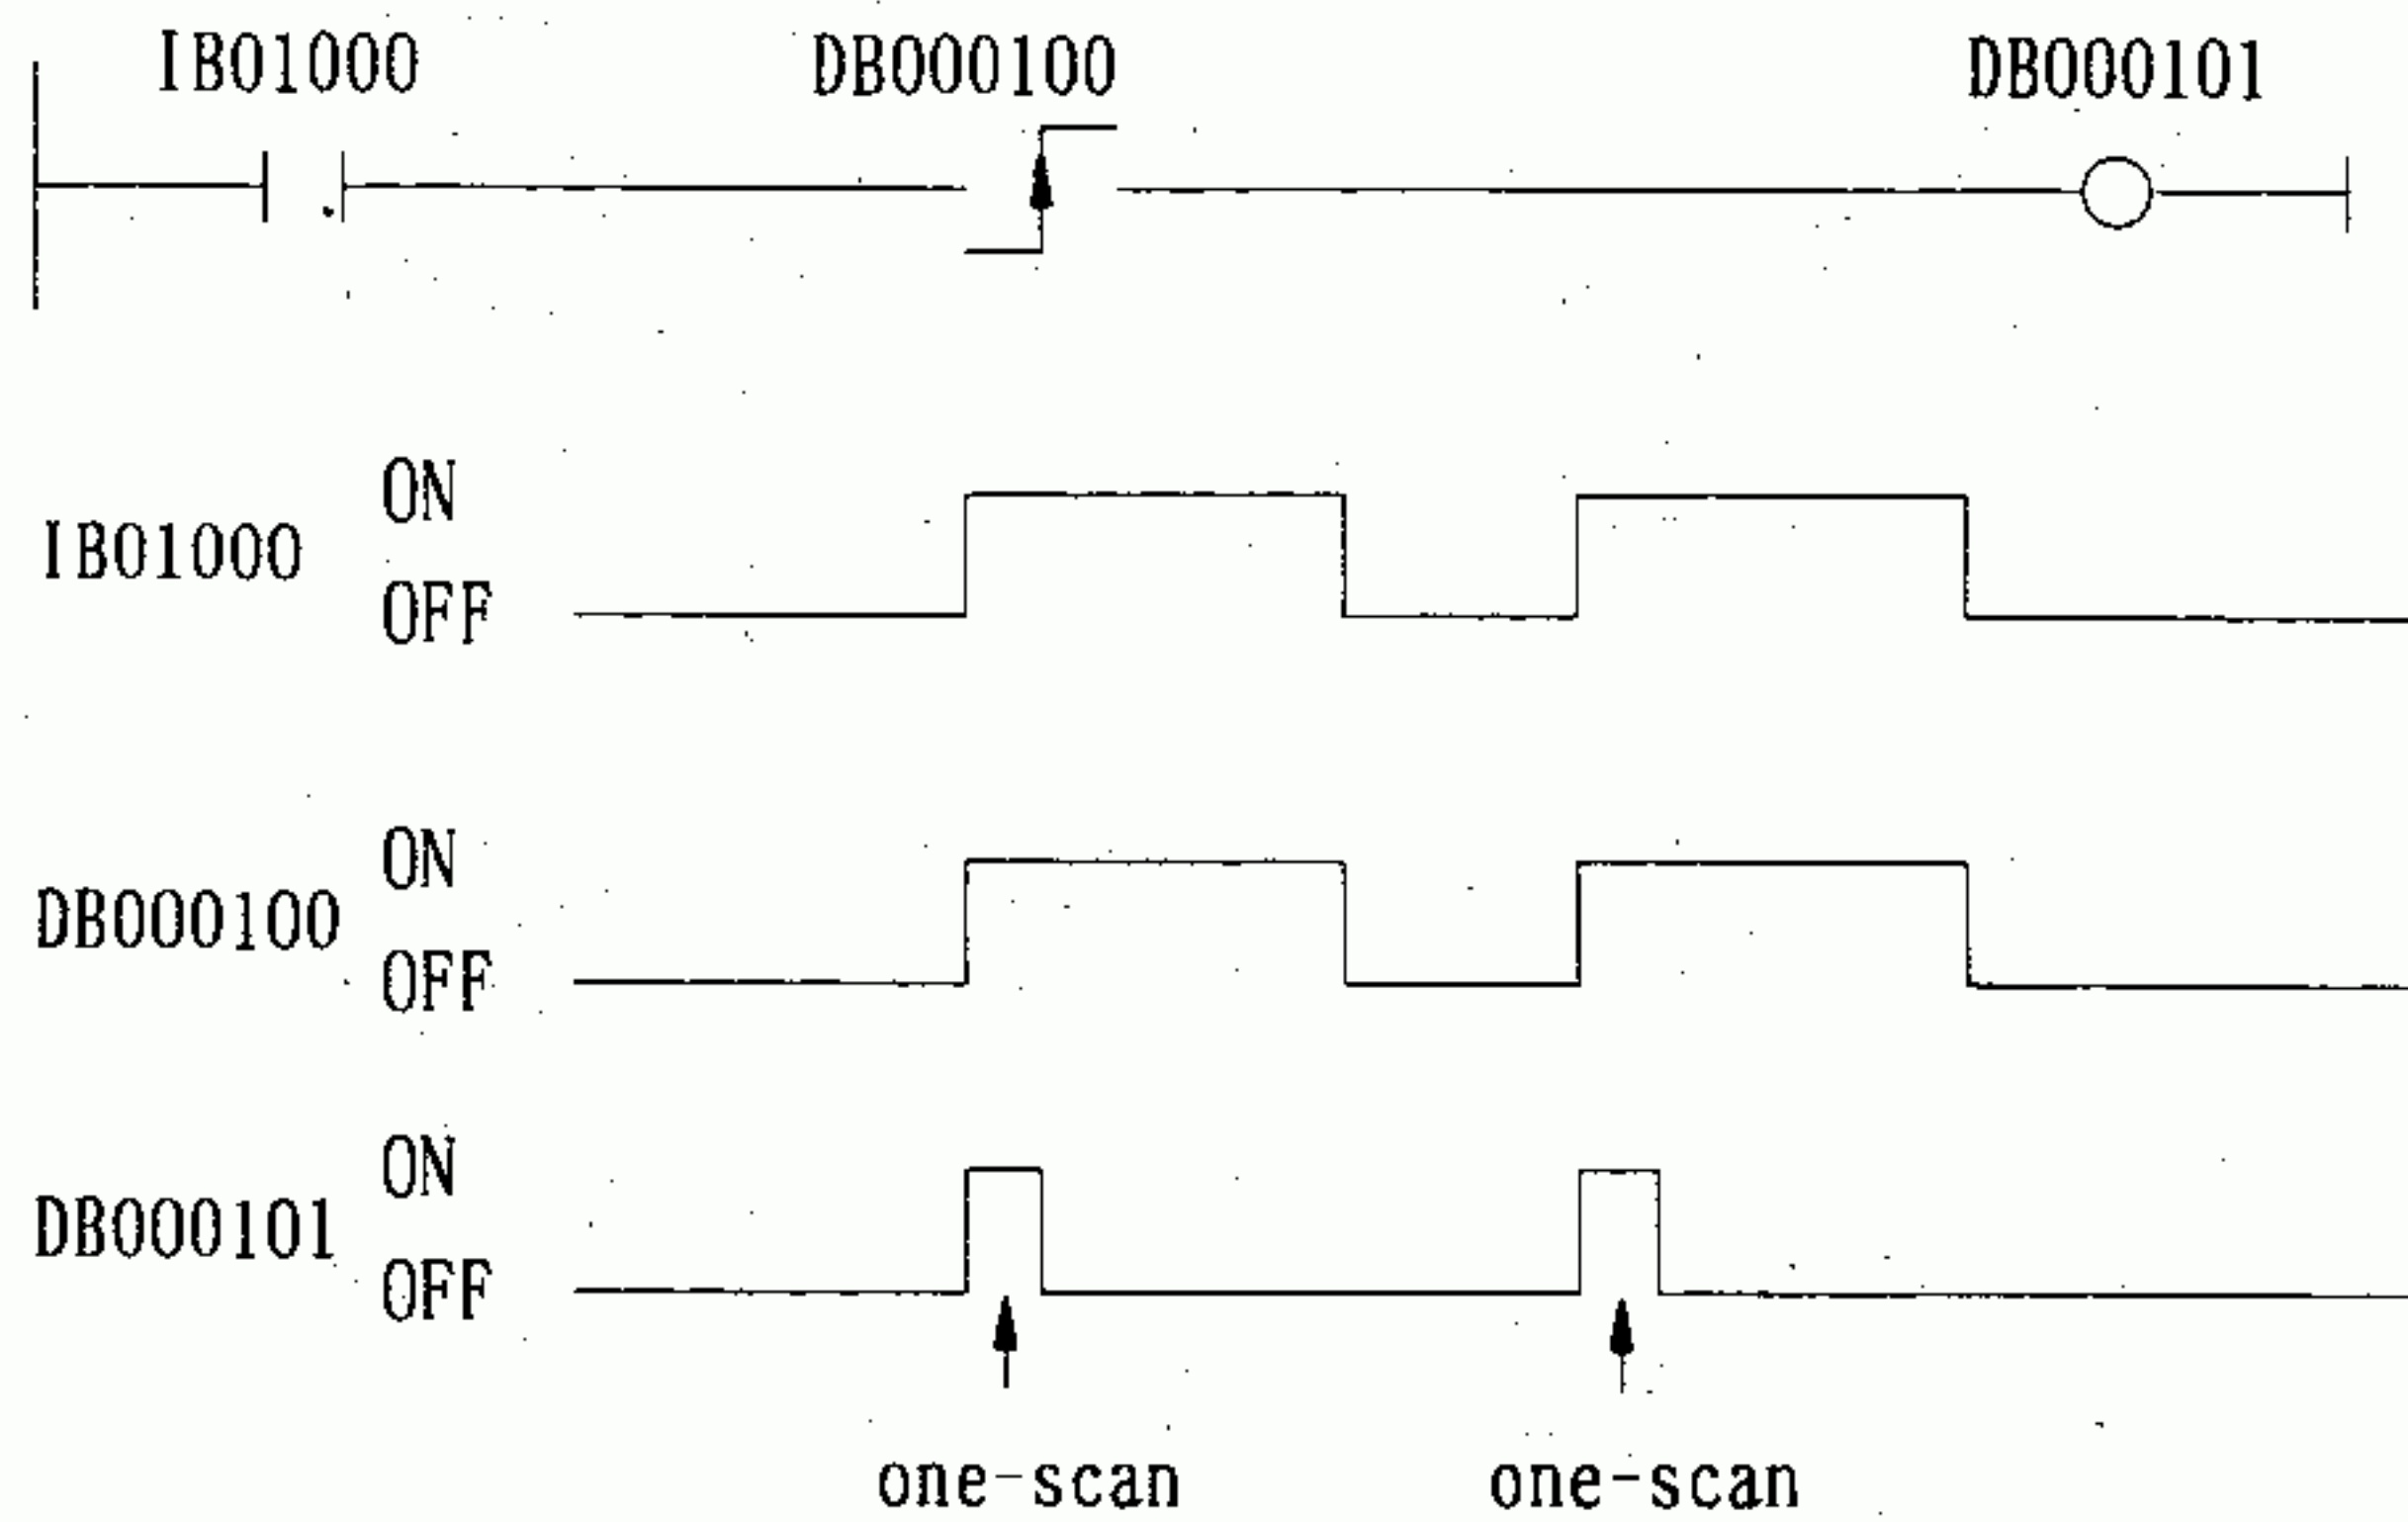 IB01000 DB000100 DB000101
ON
IB01000
OFF
ON
DB000100
OFF
ON
DB000101
OFF
one-scan one-scan